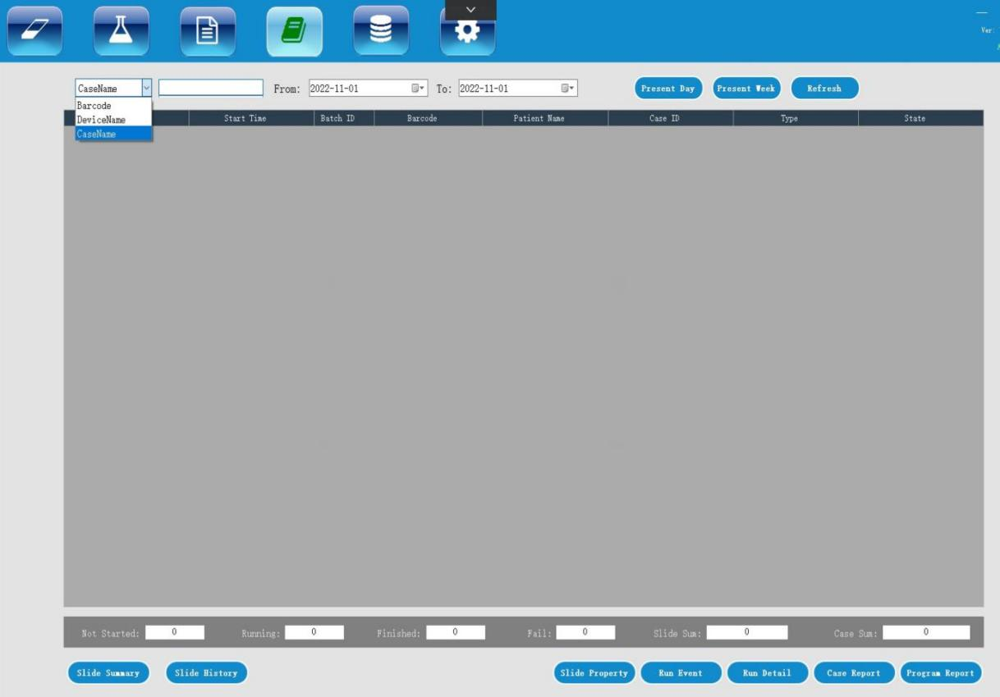 Ver:
CaseName From: 2022-11-01 To: 2022-11-01 Present Day Present Week Refresh
Barcode
DeviceName
CaseName
Start Time Batch ID Barcode Patient Name Case ID Type State
Not Started: 0 Running: 0 Finished: 0 Fail: 0 Slide Sum: 0 Case Sum: 0
Slide Summary Slide History Slide Property Run Event Run Detail Case Report Program Report